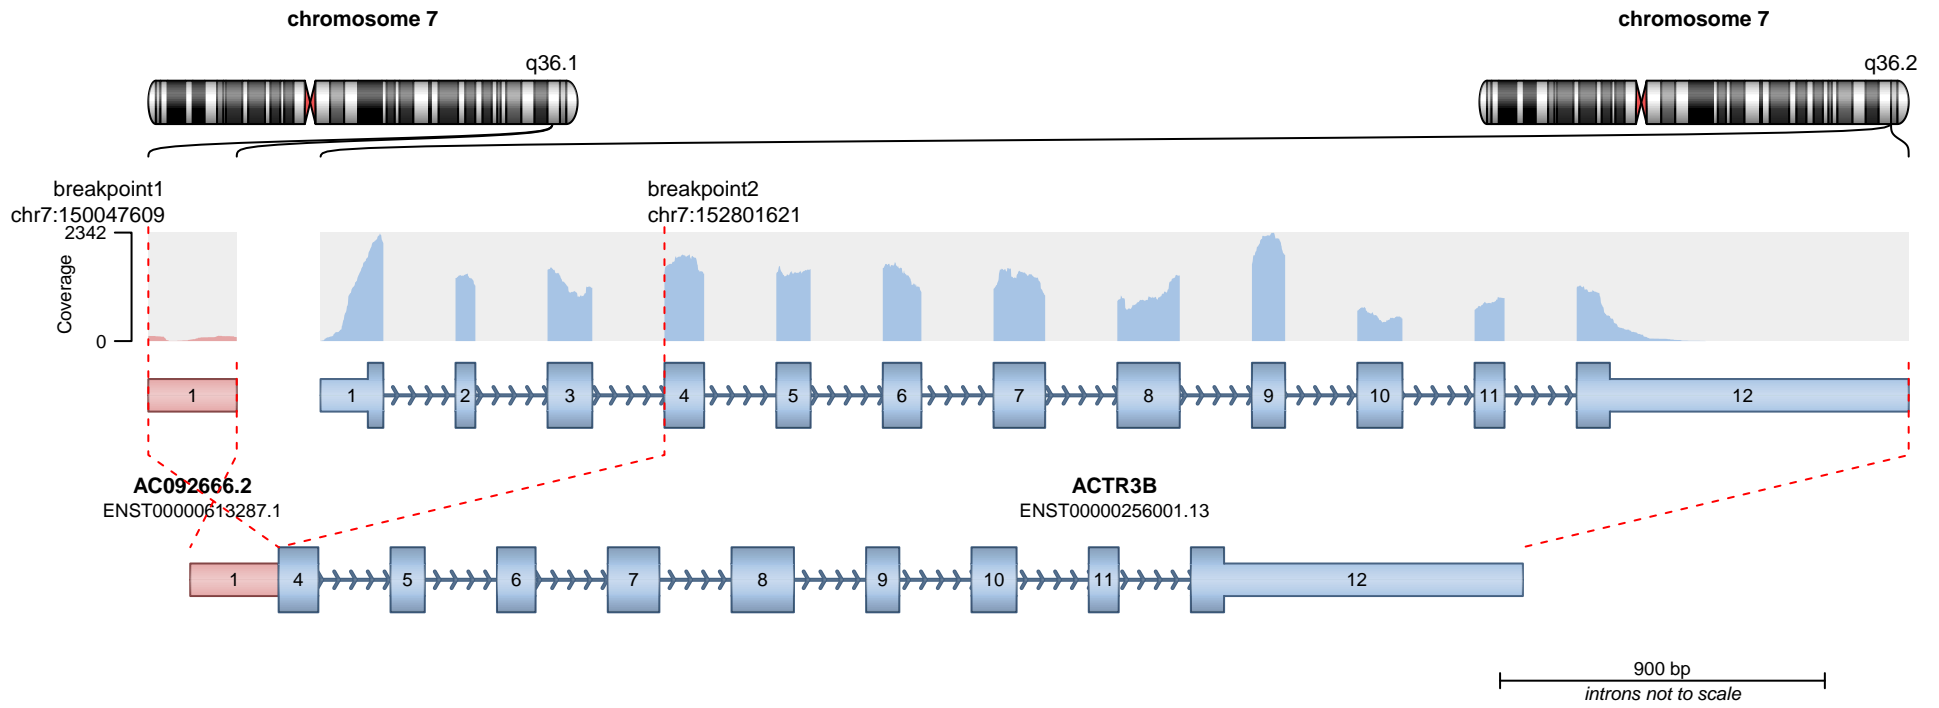 chromosome 7
chromosome 7
q36.1
q36.2
breakpoint1
chr7:150047609
breakpoint2
chr7:152801621
2342
Coverage
0
1
1 2 3 4 5 6 7 8 9 10 11 12
AC092666.2
ENST00000613287.1
ACTR3B
ENST00000256001.13
1 4 5 6 7 8 9 10 11 12
900 bp
introns not to scale